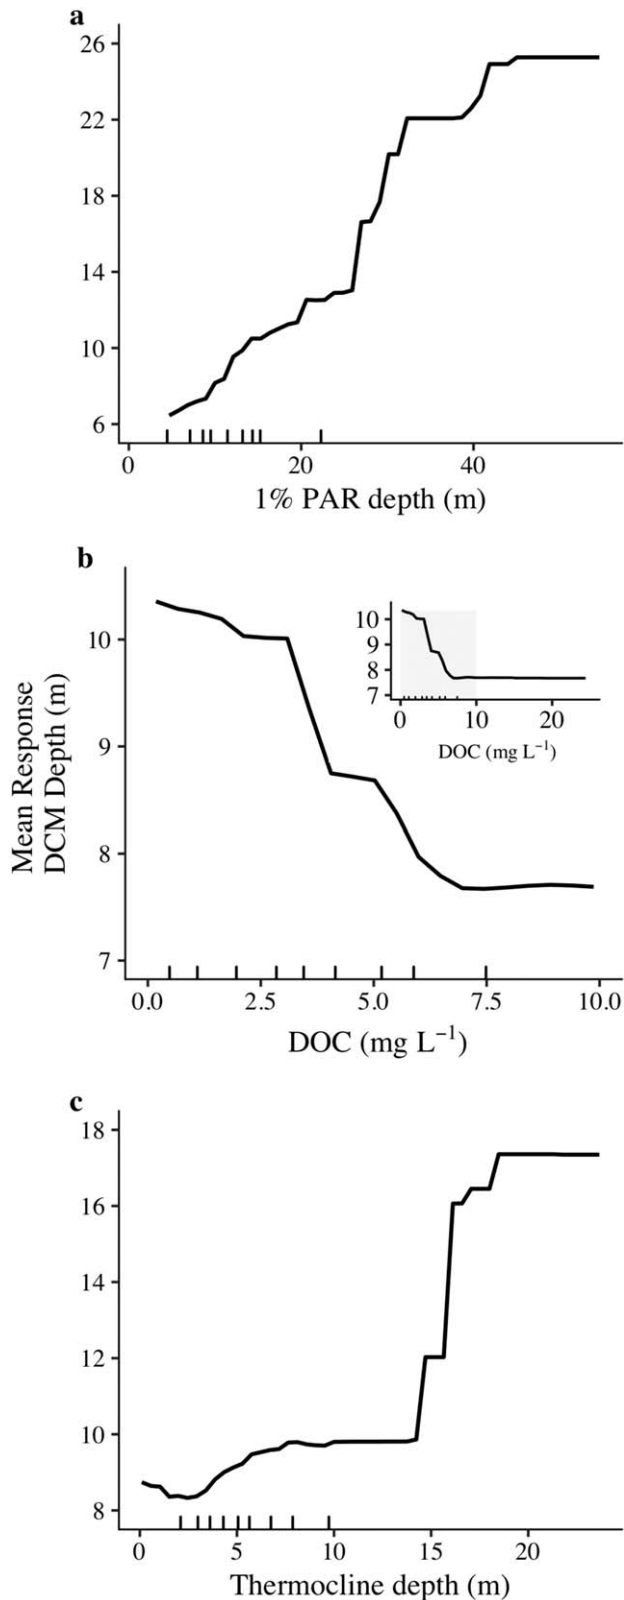 a
26
22
18
14
10
6
0 20 40
1% PAR depth (m)
b
Mean Response
DCM Depth (m)
10
9
8
7
0.0 2.5 5.0 7.5 10.0
DOC (mg L⁻¹)
10
9
8
7
0 10 20
DOC (mg L⁻¹)
c
18
16
14
12
10
8
0 5 10 15 20
Thermocline depth (m)